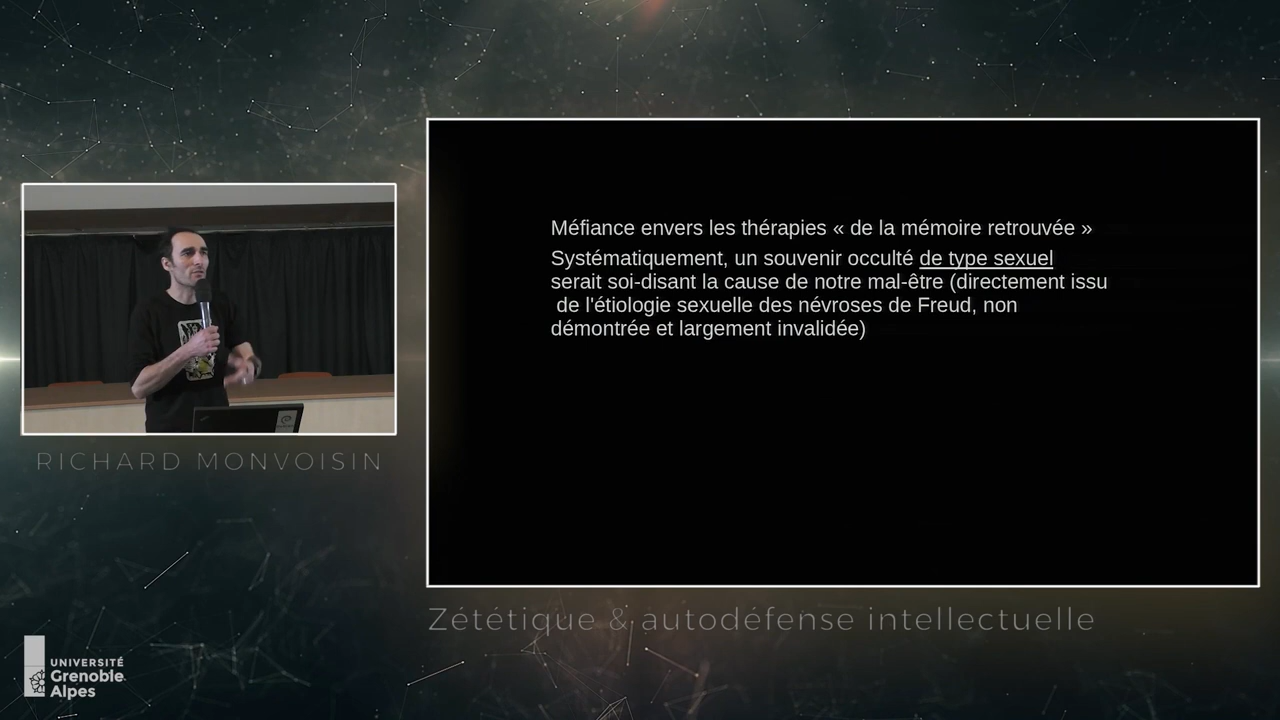 Méfiance envers les thérapies « de la mémoire retrouvée »
Systématiquement, un souvenir occulté de type sexuel
serait soi-disant la cause de notre mal-être (directement issu
de l'étiologie sexuelle des névroses de Freud, non
démontrée et largement invalidée)
RICHARD MONVOISIN
Zététique & autodéfense intellectuelle
UNIVERSITÉ
Grenoble
Alpes